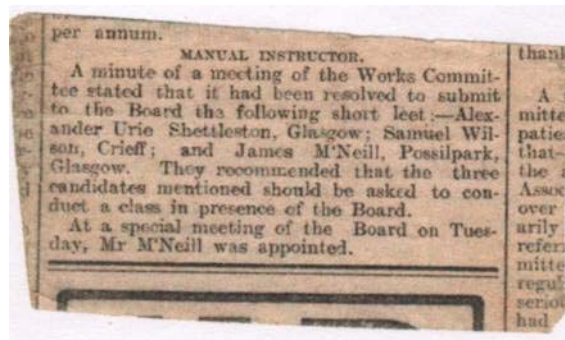 per annum.
MANUAL INSTRUCTOR.
A minute of a meeting of the Works Commit-
tee stated that it had been resolved to submit
to the Board the following short leet:—Alex-
ander Urie Shettleston, Glasgow; Samuel Wil-
son, Crieff; and James M'Neill, Possilpark,
Glasgow. They recommended that the three
candidates mentioned should be asked to con-
duct a class in presence of the Board.
At a special meeting of the Board on Tues-
day, Mr M'Neill was appointed.
than
A
mitte
patie
that—
the a
Assoc
over
arily
refer
mitte
regul
seriou
had